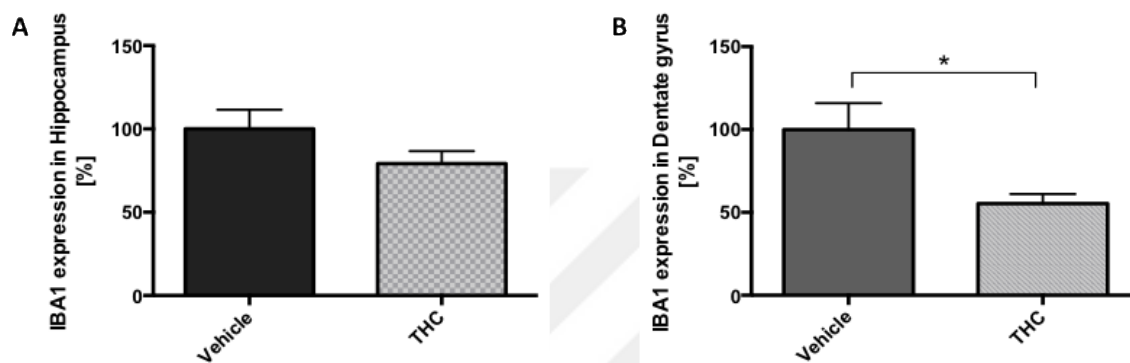 A
IBA1 expression in Hippocampus
[%]
150
100
50
0
Vehicle
THC
B
IBA1 expression in Dentate gyrus
[%]
150
100
50
0
*
Vehicle
THC